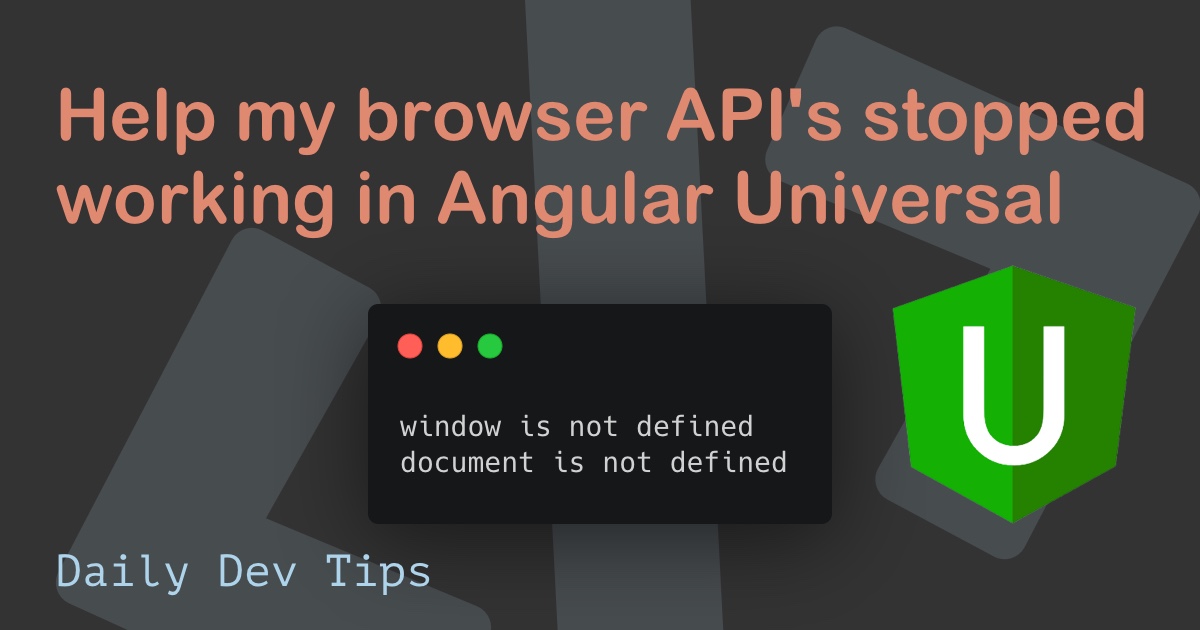 Help my browser API's stopped
working in Angular Universal
window is not defined
document is not defined
U
Daily Dev Tips